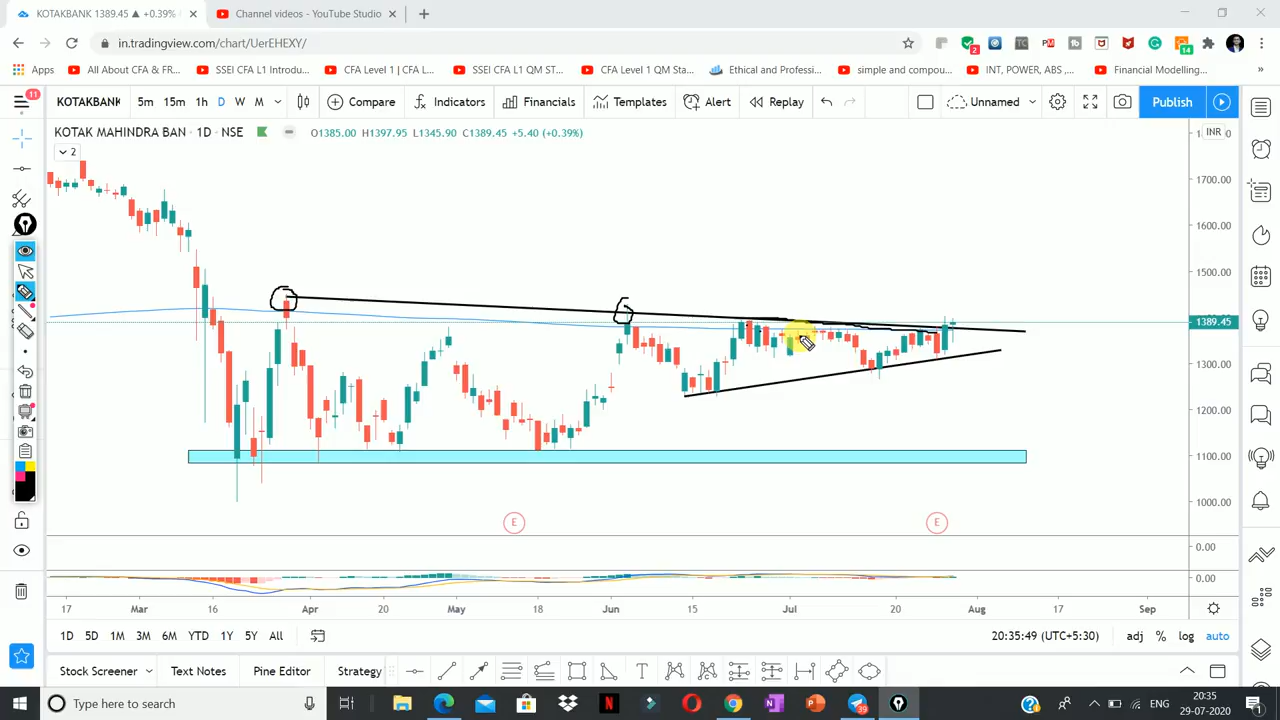 KOTAKBANK 1389.45 ▲ +0.39% Channel videos - YouTube Studio
in.tradingview.com/chart/UerEHEXY/
2 TC 14
Apps All About CFA & FR... SSEI CFA L1 Introdu... CFA Level 1 | CFA L... SSEI CFA L1 QM ST... CFA Level 1 QM Sta... Ethical and Professi... simple and compou... INT, POWER, ABS ,... Financial Modelling...
11 KOTAKBANK 5m 15m 1h D W M Compare Indicators Financials Templates Alert Replay Unnamed Publish
KOTAK MAHINDRA BAN · 1D · NSE O1385.00 H1397.95 L1345.90 C1389.45 +5.40 (+0.39%) INR
2
1700.00
1600.00
1500.00
1389.45
1300.00
1200.00
1100.00
1000.00
E E
0.00
0.00
17 Mar 16 Apr 20 May 18 Jun 15 Jul 20 Aug 17 Sep
1D 5D 1M 3M 6M YTD 1Y 5Y All 20:35:49 (UTC+5:30) adj % log auto
Stock Screener Text Notes Pine Editor Strategy T
Type here to search 39 ENG 20:35
29-07-2020